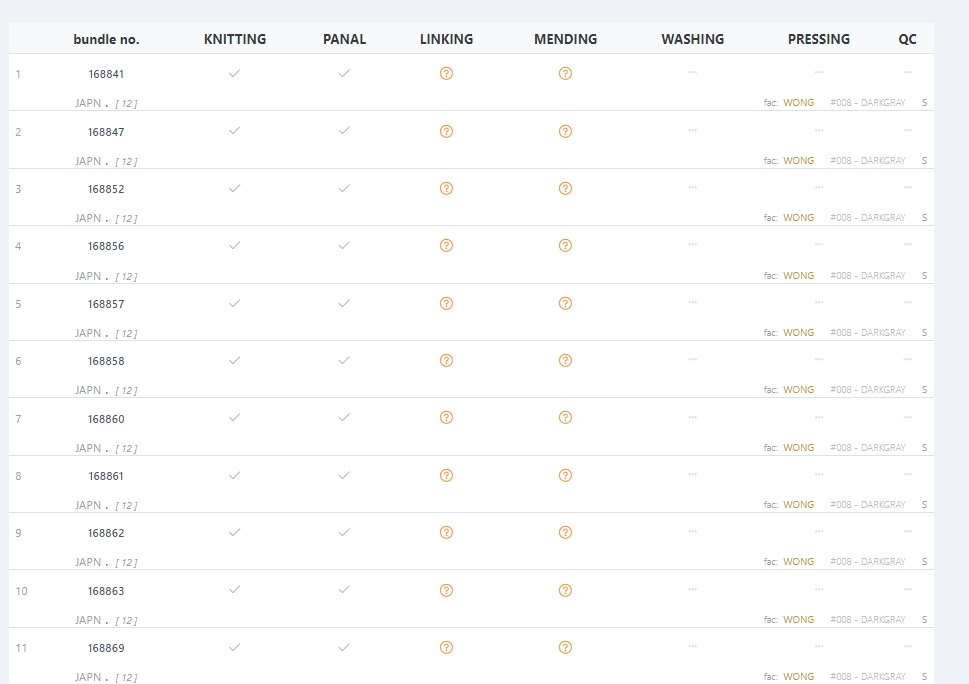 bundle no. KNITTING PANAL LINKING MENDING WASHING PRESSING QC
1 168841
JAPN . [ 12 ] fac: WONG #008 - DARKGRAY S
2 168847
JAPN . [ 12 ] fac: WONG #008 - DARKGRAY S
3 168852
JAPN . [ 12 ] fac: WONG #008 - DARKGRAY S
4 168856
JAPN . [ 12 ] fac: WONG #008 - DARKGRAY S
5 168857
JAPN . [ 12 ] fac: WONG #008 - DARKGRAY S
6 168858
JAPN . [ 12 ] fac: WONG #008 - DARKGRAY S
7 168860
JAPN . [ 12 ] fac: WONG #008 - DARKGRAY S
8 168861
JAPN . [ 12 ] fac: WONG #008 - DARKGRAY S
9 168862
JAPN . [ 12 ] fac: WONG #008 - DARKGRAY S
10 168863
JAPN . [ 12 ] fac: WONG #008 - DARKGRAY S
11 168869
JAPN . [ 12 ] fac: WONG #008 - DARKGRAY S